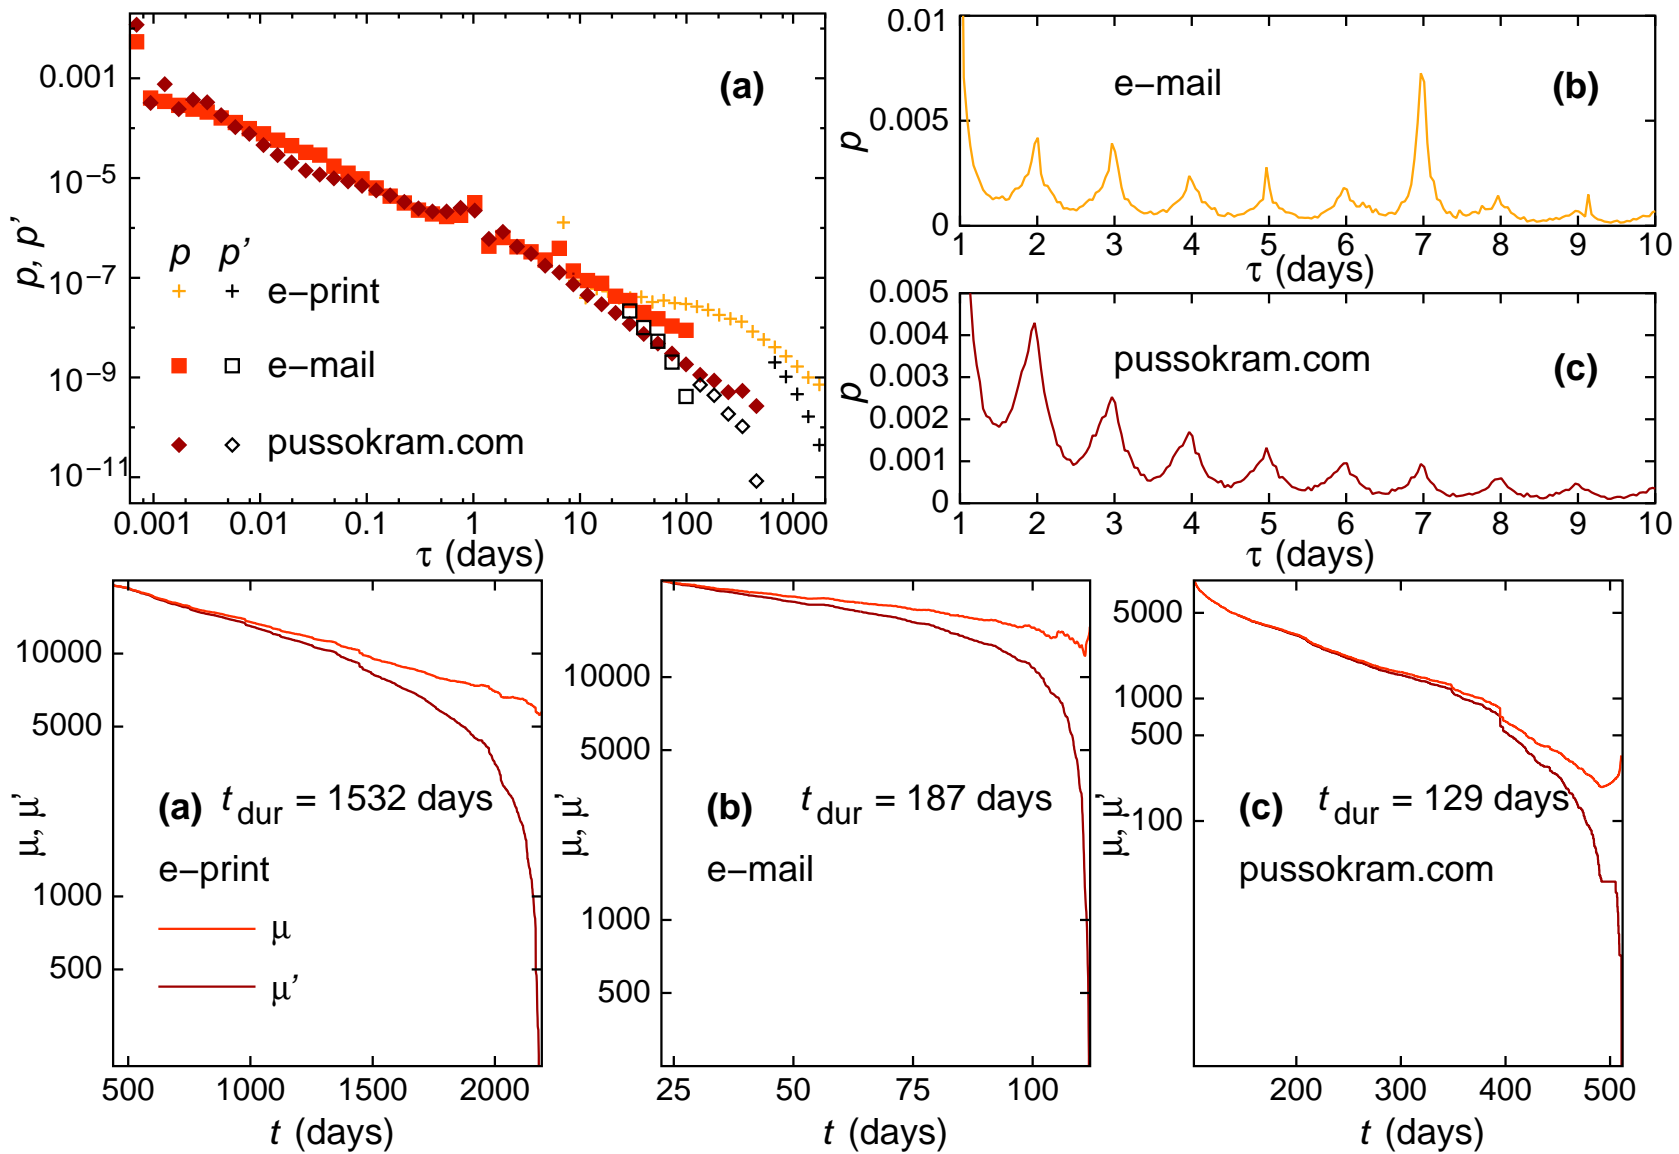 (a)
p, p’
0.001
10⁻⁵
10⁻⁷
10⁻⁹
10⁻¹¹
p p’
e−print
e−mail
pussokram.com
0.001 0.01 0.1 1 10 100 1000
τ (days)
(b)
e−mail
p
0.01
0.005
0
1 2 3 4 5 6 7 8 9 10
τ (days)
(c)
pussokram.com
p
0.005
0.004
0.003
0.002
0.001
0
1 2 3 4 5 6 7 8 9 10
τ (days)
μ, μ’
10000
5000
1000
500
(a) t dur = 1532 days
e−print
μ
μ’
500 1000 1500 2000
t (days)
μ, μ’
10000
5000
1000
500
(b) t dur = 187 days
e−mail
25 50 75 100
t (days)
μ, μ’
5000
1000
500
100
(c) t dur = 129 days
pussokram.com
200 300 400 500
t (days)